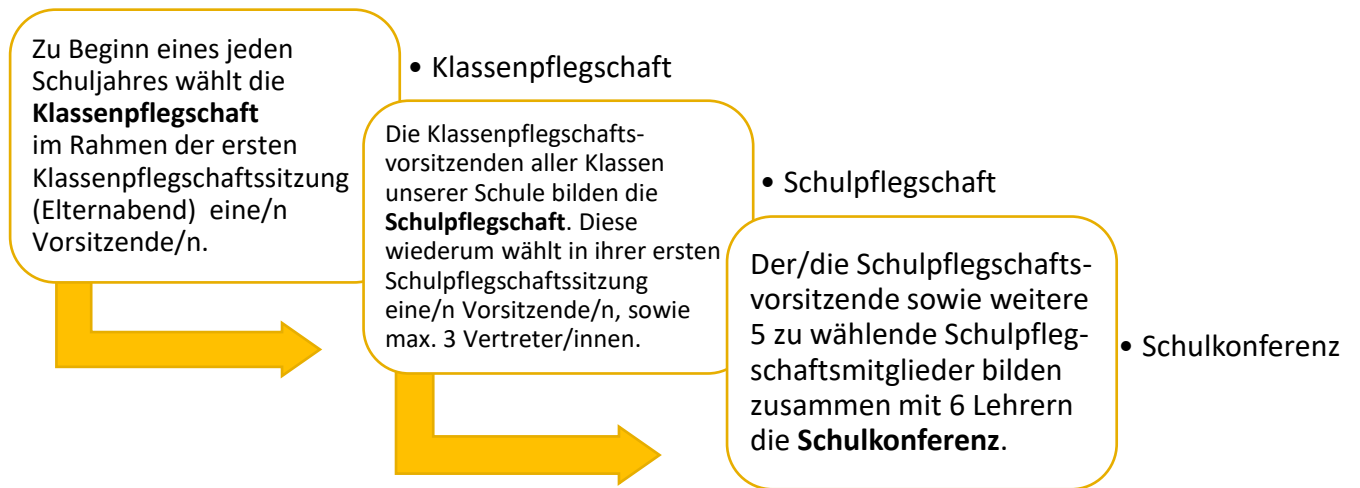 Zu Beginn eines jeden
Schuljahres wählt die
Klassenpflegschaft
im Rahmen der ersten
Klassenpflegschaftssitzung
(Elternabend)  eine/n
Vorsitzende/n.
• Klassenpflegschaft
Die Klassenpflegschafts-
vorsitzenden aller Klassen
unserer Schule bilden die
Schulpflegschaft. Diese
wiederum wählt in ihrer ersten
Schulpflegschaftssitzung
eine/n Vorsitzende/n, sowie
max. 3 Vertreter/innen.
• Schulpflegschaft
Der/die Schulpflegschafts-
vorsitzende sowie weitere
5 zu wählende Schulpfleg-
schaftsmitglieder bilden
zusammen mit 6 Lehrern
die Schulkonferenz.
• Schulkonferenz